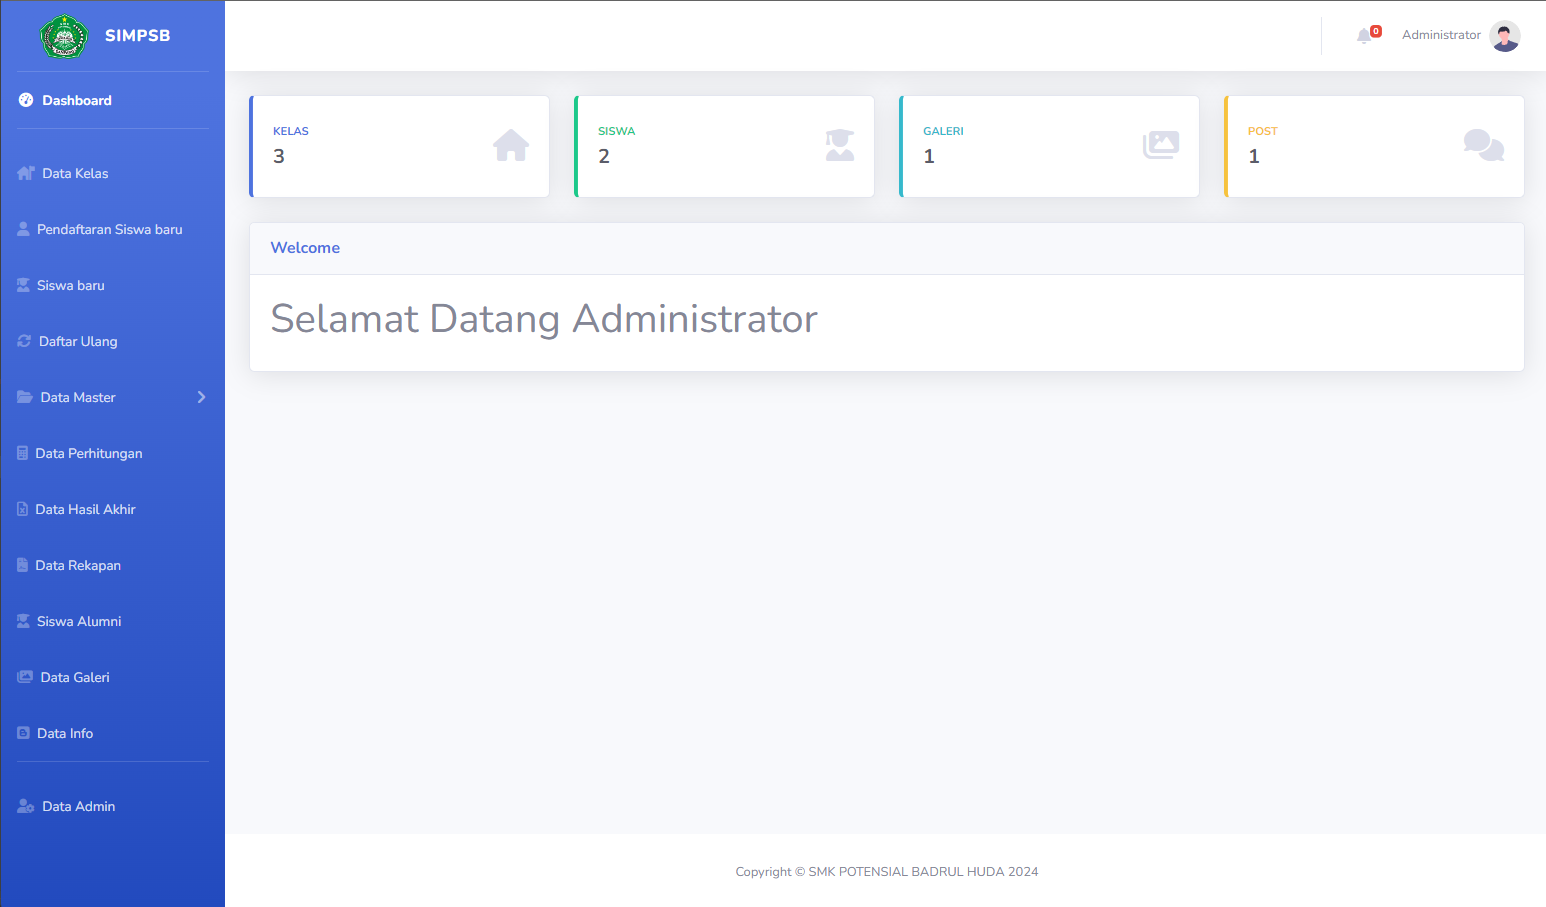 SIMPSB
Dashboard
Data Kelas
Pendaftaran Siswa baru
Siswa baru
Daftar Ulang
Data Master
Data Perhitungan
Data Hasil Akhir
Data Rekapan
Siswa Alumni
Data Galeri
Data Info
Data Admin
0
Administrator
KELAS
3
SISWA
2
GALERI
1
POST
1
Welcome
Selamat Datang Administrator
Copyright © SMK POTENSIAL BADRUL HUDA 2024